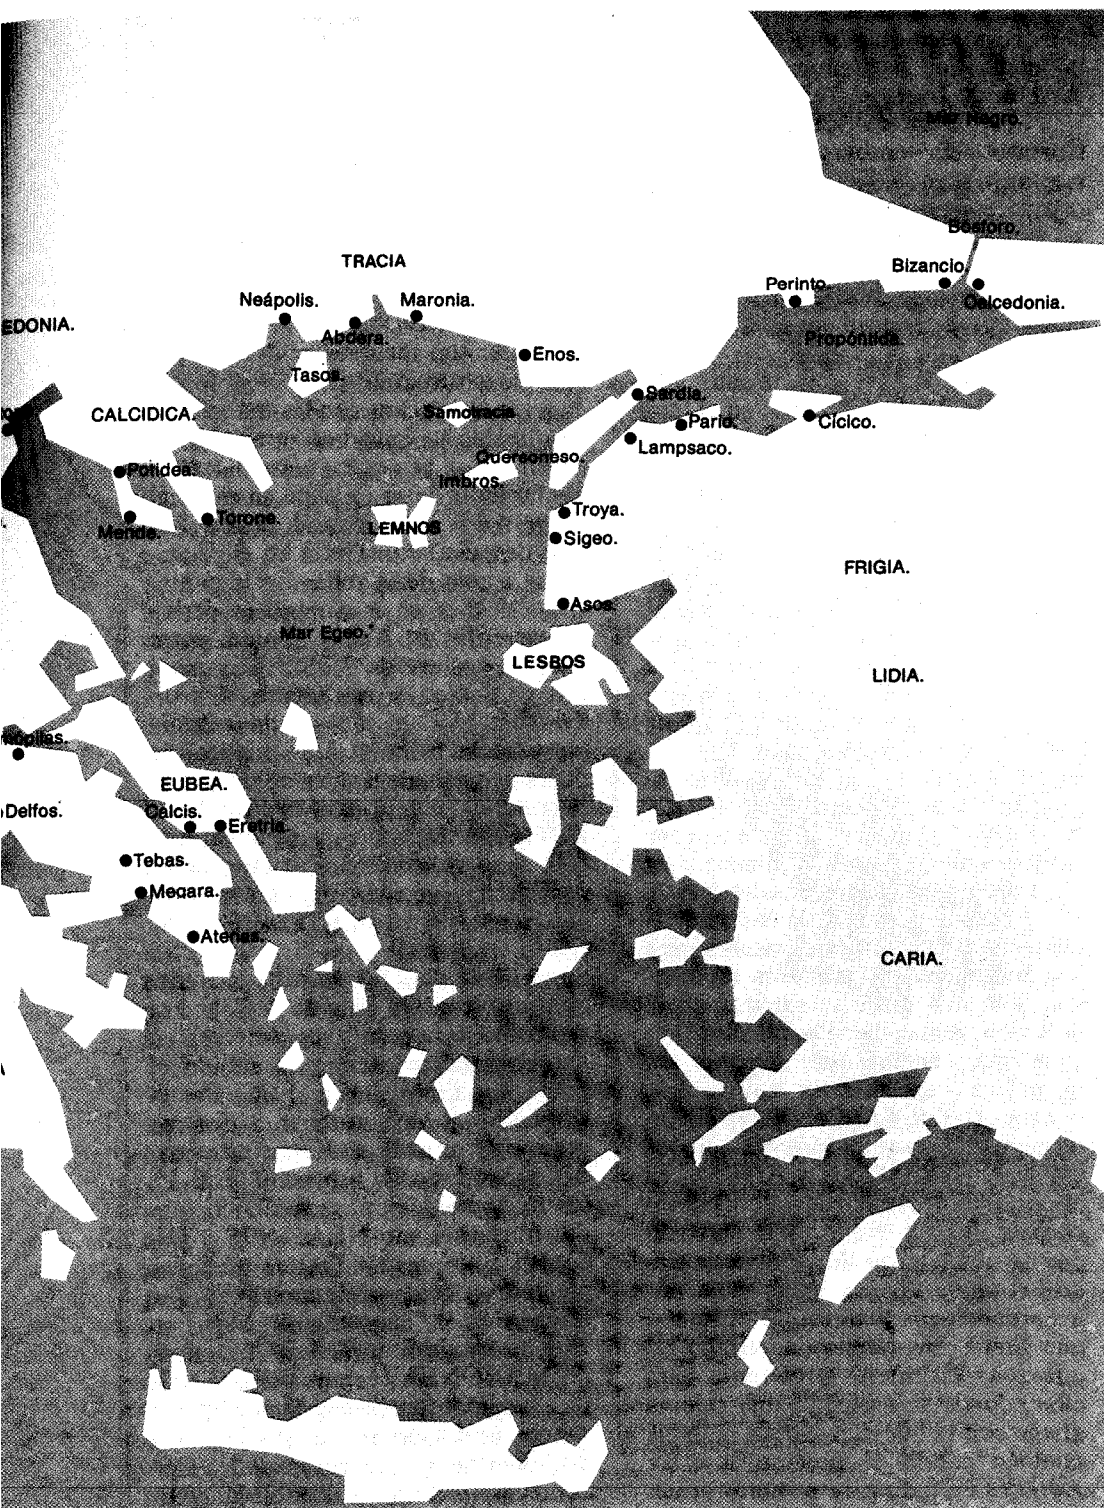 Mar Negro.
Bósforo.
TRACIA
Bizancio.
Perinto.
Calcedonia.
Neápolis.
Maronia.
EDONIA.
Abdera.
Propóntida.
Enos.
Tasos.
Sardia.
CALCIDICA.
Samotracia
Pario.
Cícico.
Lampsaco.
Quersoneso.
Potidea.
Imbros.
Troya.
Mende.
Torone.
LEMNOS
Sigeo.
FRIGIA.
Asos.
Mar Egeo.
LESBOS
LIDIA.
mópilas.
EUBEA.
Delfos.
Calcis.
Eretria.
Tebas.
Megara.
Atenas.
CARIA.